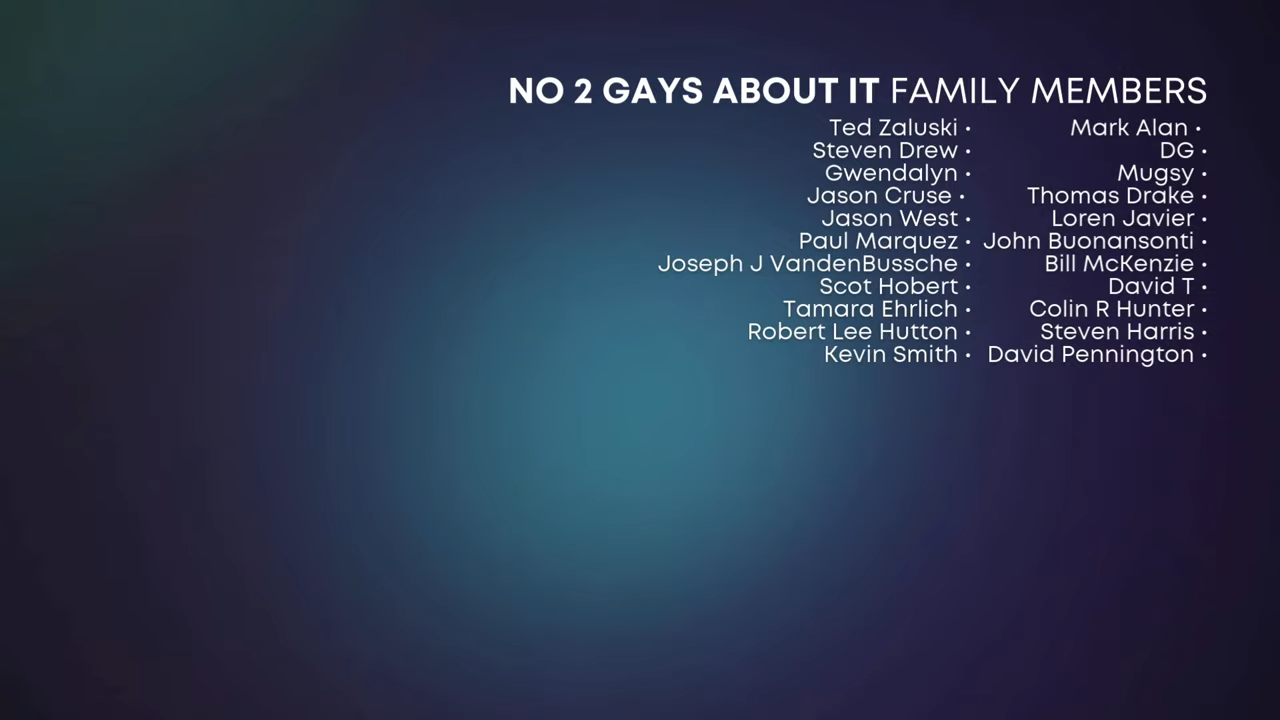 NO 2 GAYS ABOUT IT FAMILY MEMBERS
Ted Zaluski •
Steven Drew •
Gwendalyn •
Jason Cruse •
Jason West •
Paul Marquez •
Joseph J VandenBussche •
Scot Hobert •
Tamara Ehrlich •
Robert Lee Hutton •
Kevin Smith •
Mark Alan •
DG •
Mugsy •
Thomas Drake •
Loren Javier •
John Buonansonti •
Bill McKenzie •
David T •
Colin R Hunter •
Steven Harris •
David Pennington •